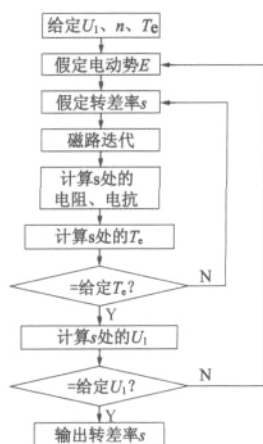 给定U₁、n、Te
假定电动势E
假定转差率s
磁路迭代
计算s处的
电阻、电抗
计算s处的Tₑ
=给定Tₑ?
N
Y
计算s处的U₁
=给定U₁?
N
Y
输出转差率s